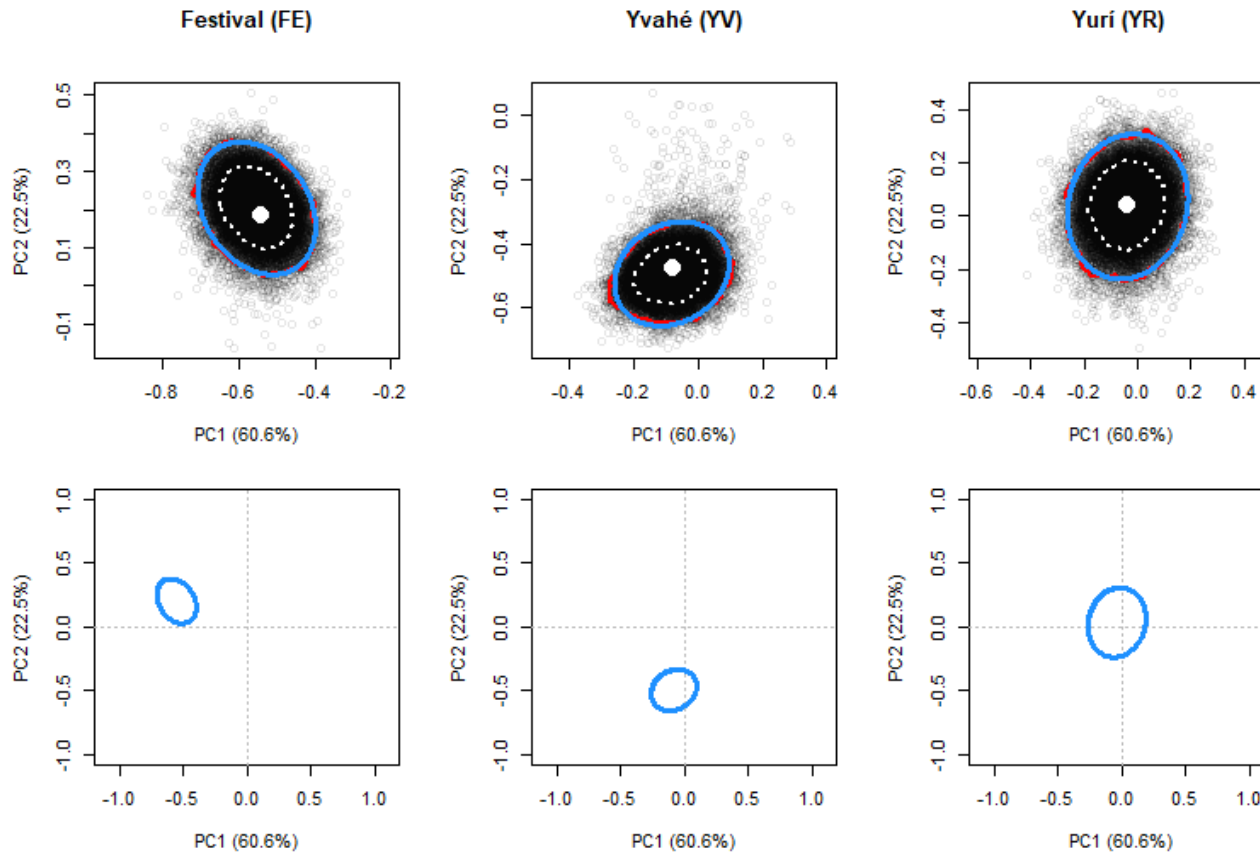 Festival (FE) Yvahé (YV) Yurí (YR)
PC2 (22.5%) 0.5 0.3 0.1 -0.1
-0.8 -0.6 -0.4 -0.2
PC1 (60.6%)
PC2 (22.5%) 0.0 -0.2 -0.4 -0.6
-0.4 -0.2 0.0 0.2 0.4
PC1 (60.6%)
PC2 (22.5%) 0.4 0.2 0.0 -0.2 -0.4
-0.6 -0.4 -0.2 0.0 0.2 0.4
PC1 (60.6%)
PC2 (22.5%) 1.0 0.5 0.0 -0.5 -1.0
-1.0 -0.5 0.0 0.5 1.0
PC1 (60.6%)
PC2 (22.5%) 1.0 0.5 0.0 -0.5 -1.0
-1.0 -0.5 0.0 0.5 1.0
PC1 (60.6%)
PC2 (22.5%) 1.0 0.5 0.0 -0.5 -1.0
-1.0 -0.5 0.0 0.5 1.0
PC1 (60.6%)